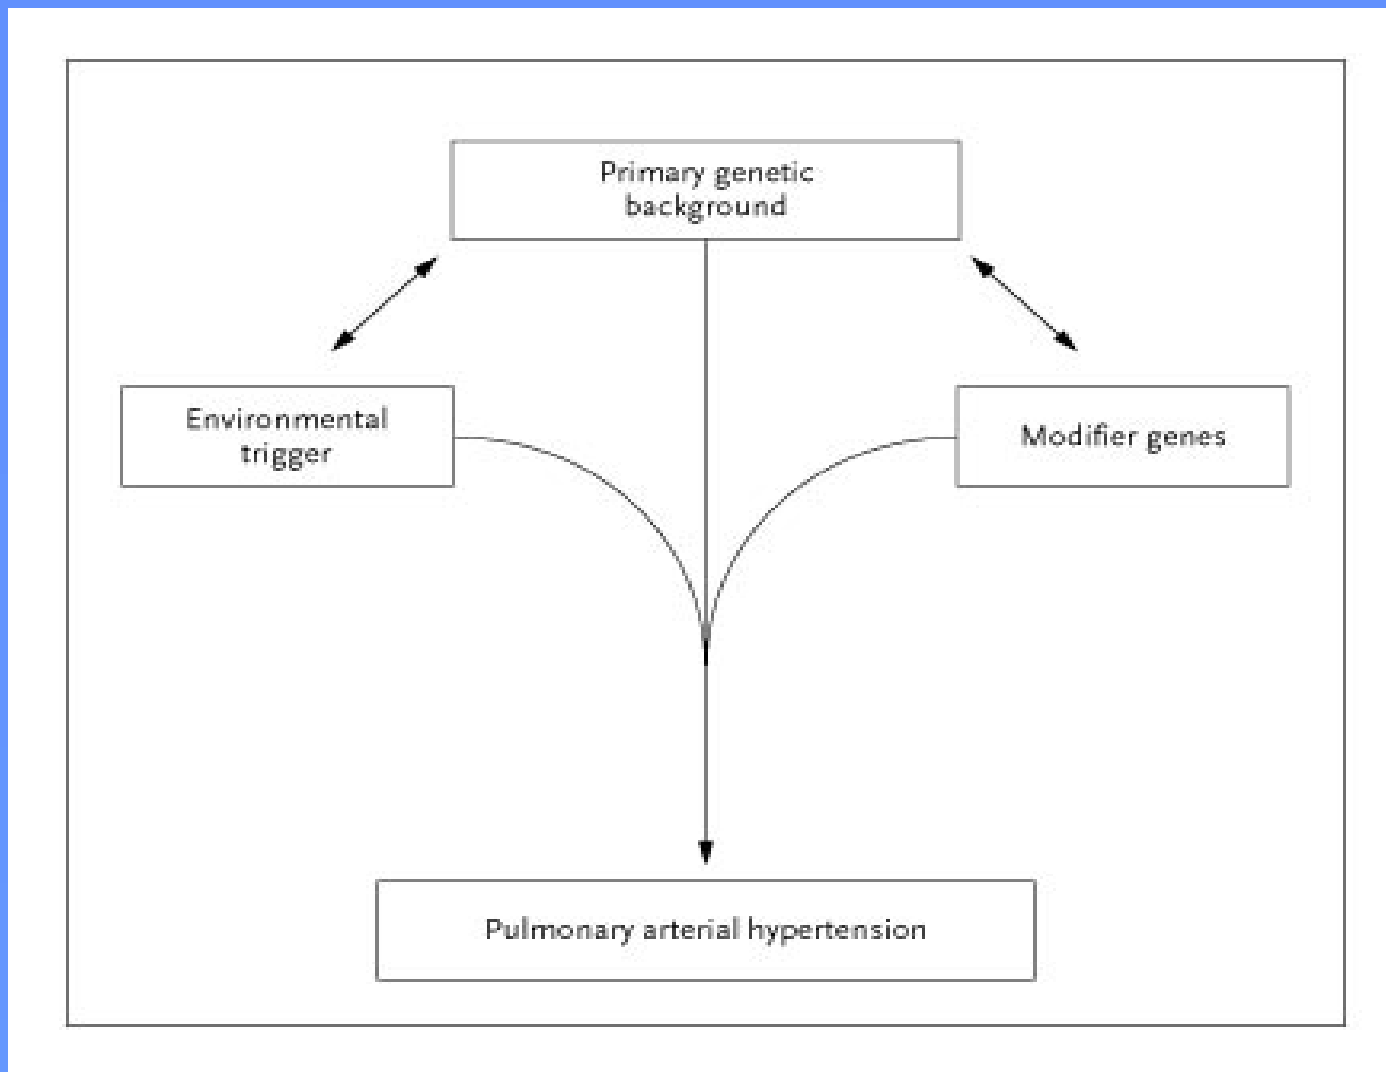 Primary genetic
background
Environmental
trigger
Modifier genes
Pulmonary arterial hypertension